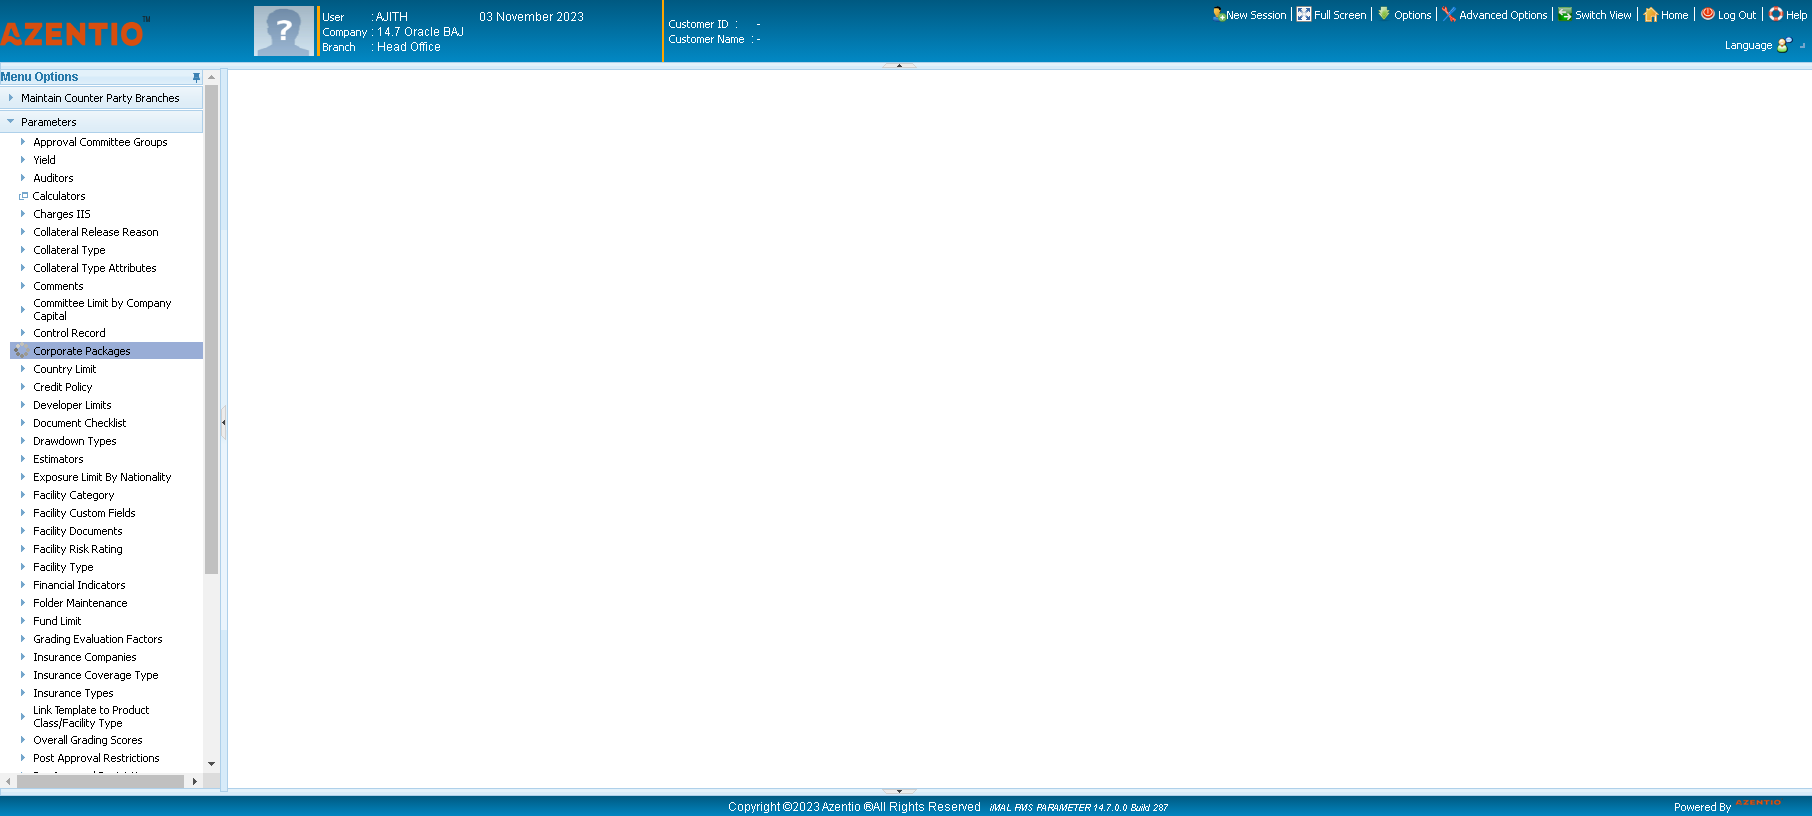 AZENTIO™
User : AJITH 03 November 2023
Company : 14.7 Oracle BAJ
Branch : Head Office
Customer ID : -
Customer Name : -
New Session | Full Screen | Options | Advanced Options | Switch View | Home | Log Out | Help
Language
Menu Options
Maintain Counter Party Branches
Parameters
Approval Committee Groups
Yield
Auditors
Calculators
Charges IIS
Collateral Release Reason
Collateral Type
Collateral Type Attributes
Comments
Committee Limit by Company
Capital
Control Record
Corporate Packages
Country Limit
Credit Policy
Developer Limits
Document Checklist
Drawdown Types
Estimators
Exposure Limit By Nationality
Facility Category
Facility Custom Fields
Facility Documents
Facility Risk Rating
Facility Type
Financial Indicators
Folder Maintenance
Fund Limit
Grading Evaluation Factors
Insurance Companies
Insurance Coverage Type
Insurance Types
Link Template to Product
Class/Facility Type
Overall Grading Scores
Post Approval Restrictions
Copyright ©2023 Azentio ®All Rights Reserved iMAL PMS PARAMETER 14.7.0.0 Build 287
Powered By AZENTIO